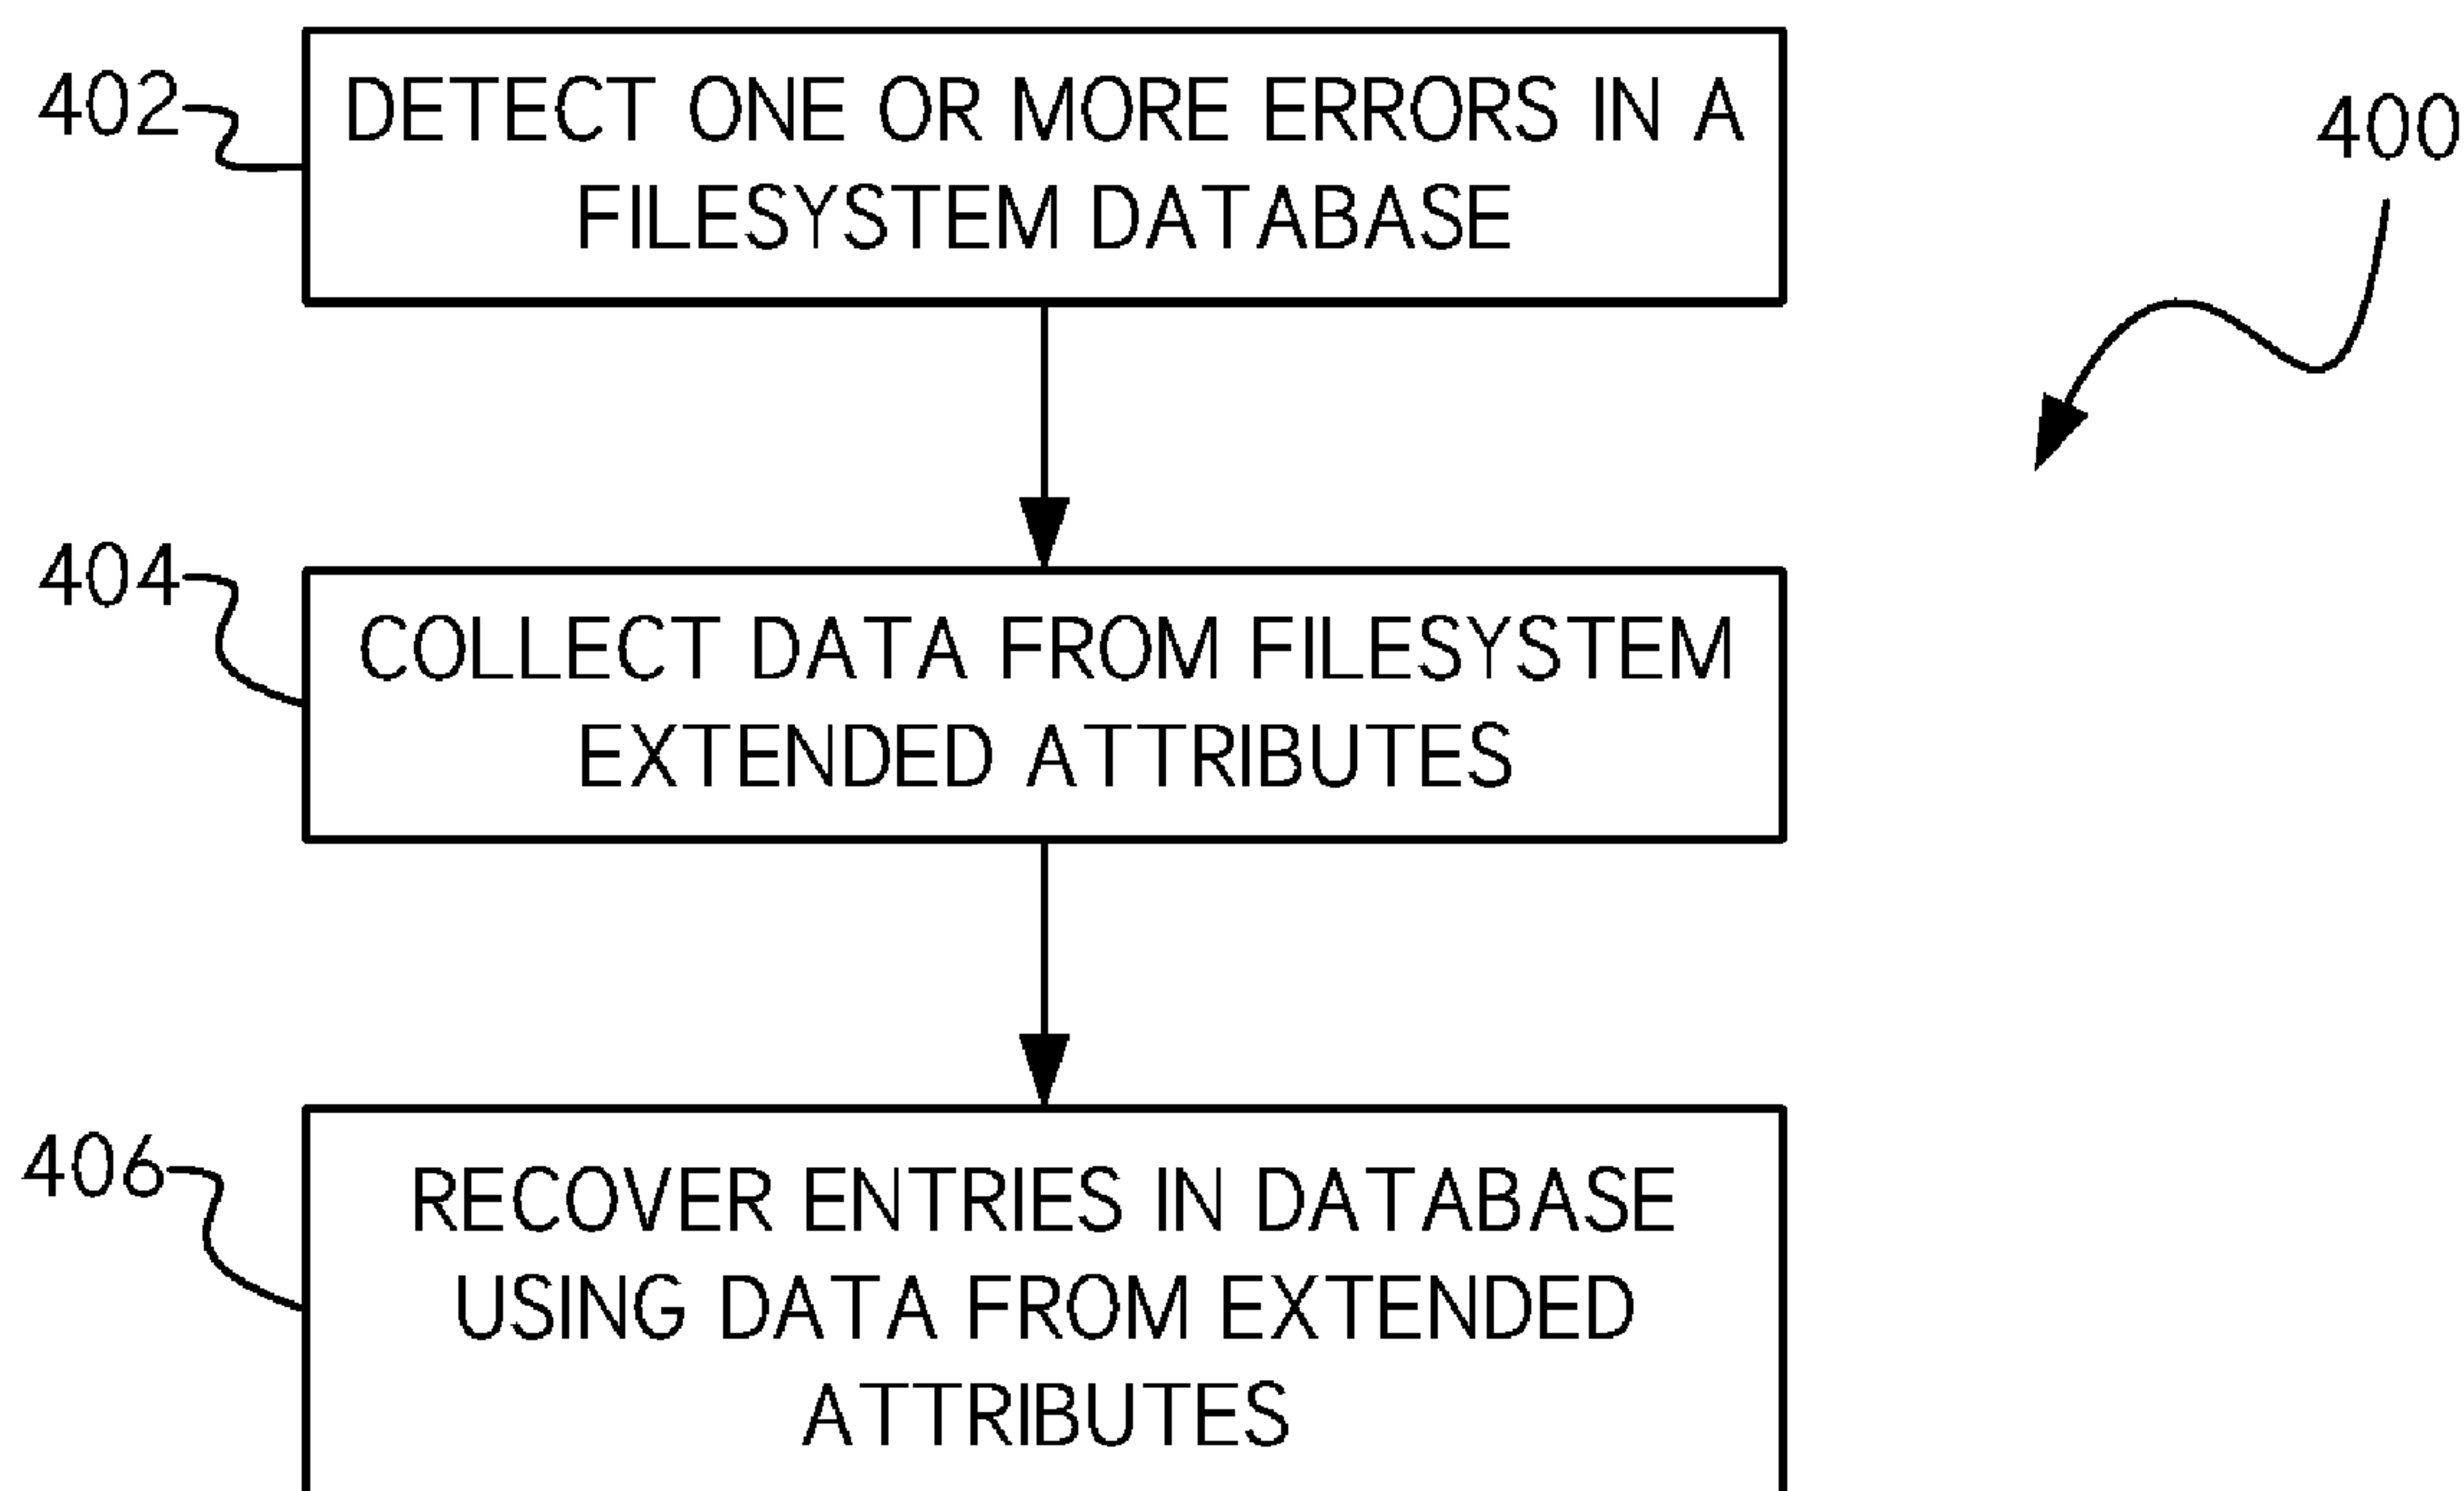 402
DETECT ONE OR MORE ERRORS IN A
FILESYSTEM DATABASE
400
404
COLLECT DATA FROM FILESYSTEM
EXTENDED ATTRIBUTES
406
RECOVER ENTRIES IN DATABASE
USING DATA FROM EXTENDED
ATTRIBUTES